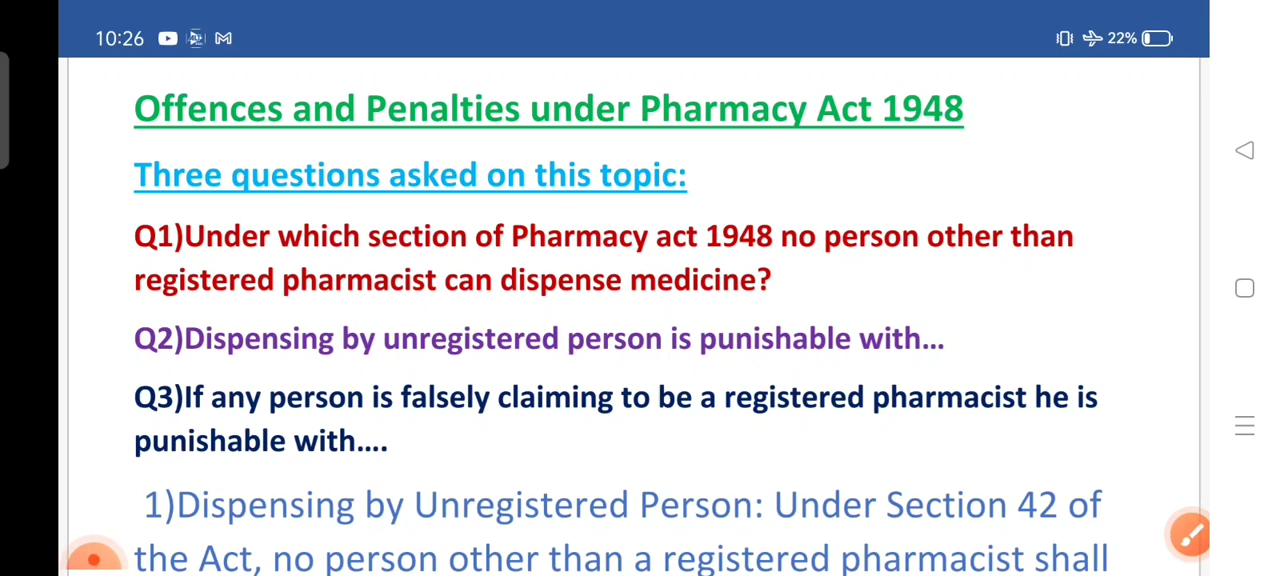 10:26
22%
Offences and Penalties under Pharmacy Act 1948
Three questions asked on this topic:
Q1)Under which section of Pharmacy act 1948 no person other than
registered pharmacist can dispense medicine?
Q2)Dispensing by unregistered person is punishable with...
Q3)If any person is falsely claiming to be a registered pharmacist he is
punishable with....
1)Dispensing by Unregistered Person: Under Section 42 of
the Act, no person other than a registered pharmacist shall